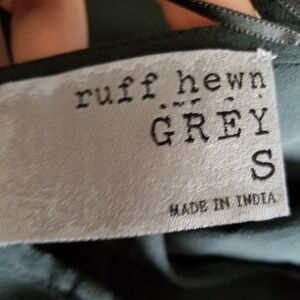 ruff hewn
GREY
S
MADE IN INDIA